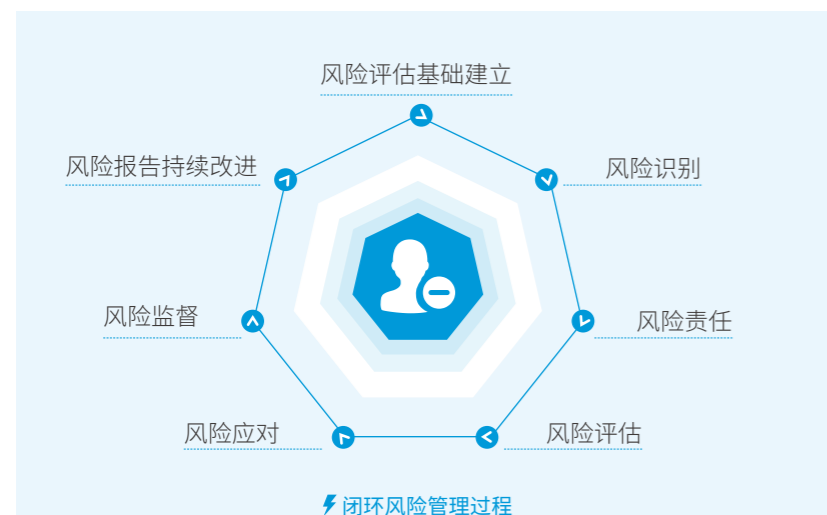 风险评估基础建立
风险报告持续改进
风险识别
风险监督
风险责任
风险应对
风险评估
闭环风险管理过程